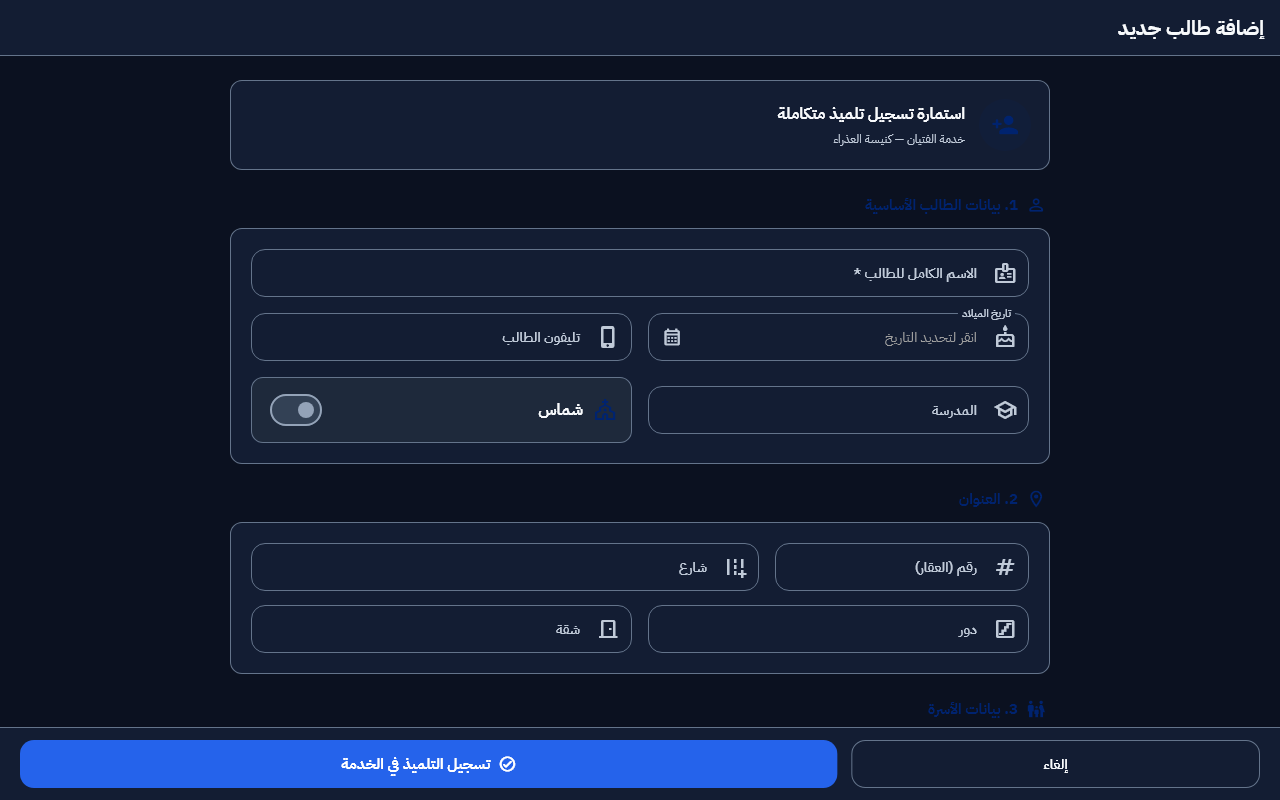 إضافة طالب جديد
استمارة تسجيل تلميذ متكاملة
خدمة الفتيان — كنيسة العذراء
1. بيانات الطالب الأساسية
الاسم الكامل للطالب *
تاريخ الميلاد
انقر لتحديد التاريخ
تليفون الطالب
المدرسة
شماس
2. العنوان
رقم (العقار)
شارع
دور
شقة
3. بيانات الأسرة
إلغاء
تسجيل التلميذ في الخدمة